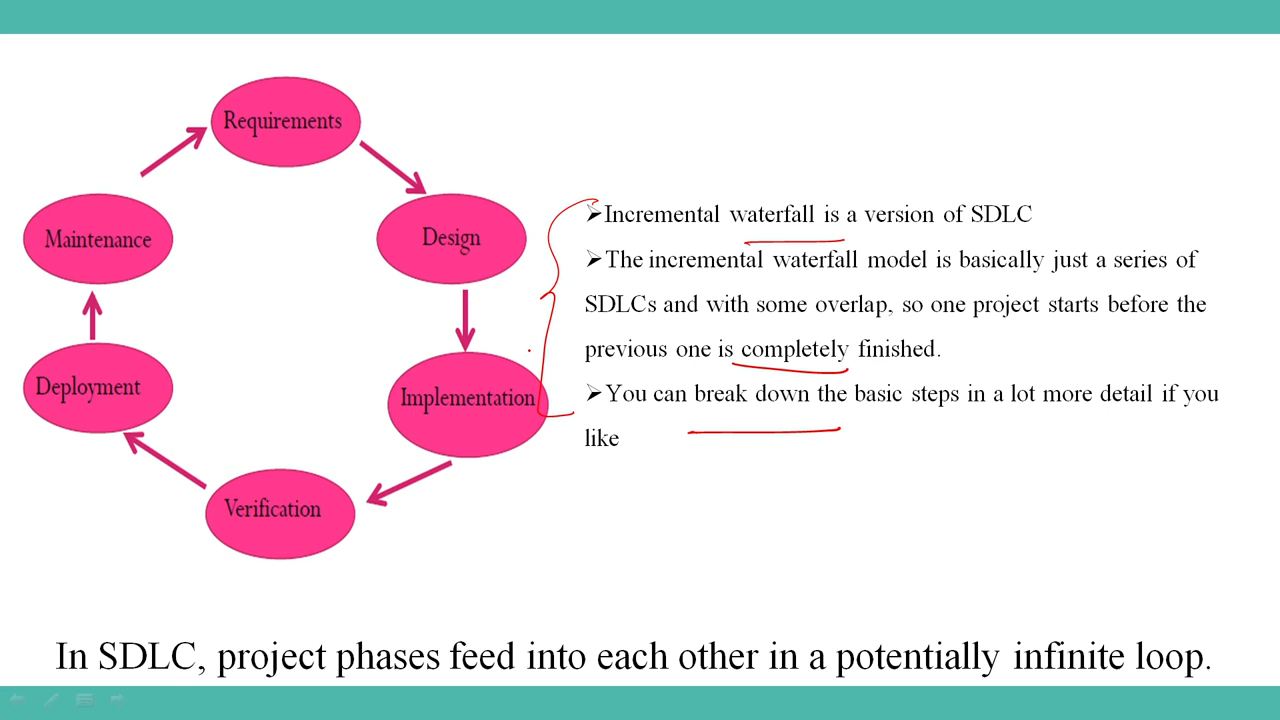 Requirements
Design
Implementation
Verification
Deployment
Maintenance
➢Incremental waterfall is a version of SDLC
➢The incremental waterfall model is basically just a series of
SDLCs and with some overlap, so one project starts before the
previous one is completely finished.
➢You can break down the basic steps in a lot more detail if you
like
In SDLC, project phases feed into each other in a potentially infinite loop.